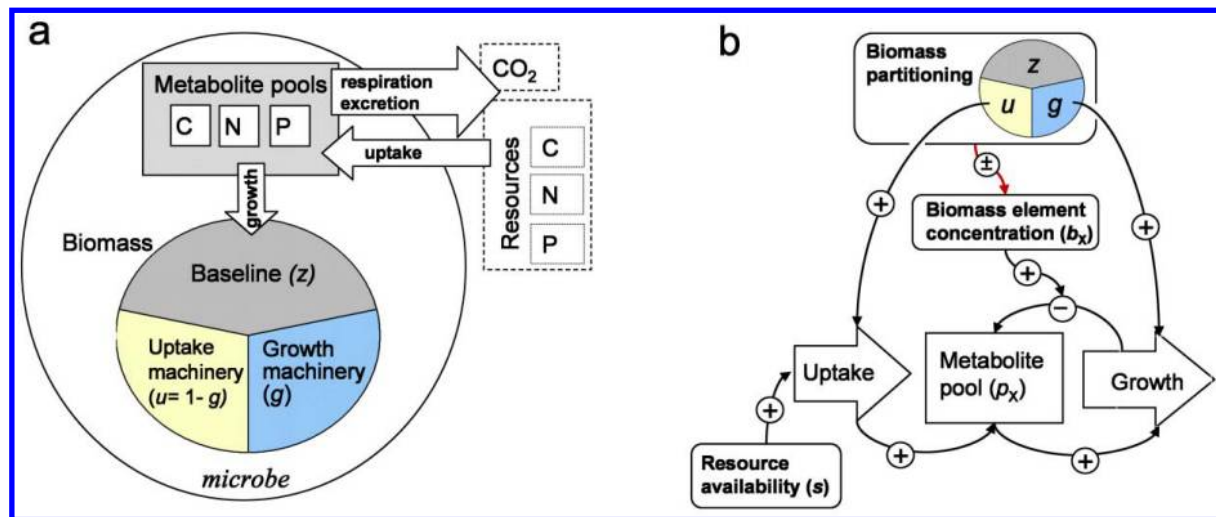 a
Metabolite pools
C N P
respiration
excretion
CO2
uptake
Resources
C
N
P
growth
Biomass
Baseline (z)
Uptake
machinery
(u= 1- g)
Growth
machinery
(g)
microbe
b
Biomass
partitioning
z
u g
±
+
+
Biomass element
concentration (bx)
+
−
Uptake
Metabolite
pool (px)
Growth
+
+
+
Resource
availability (s)